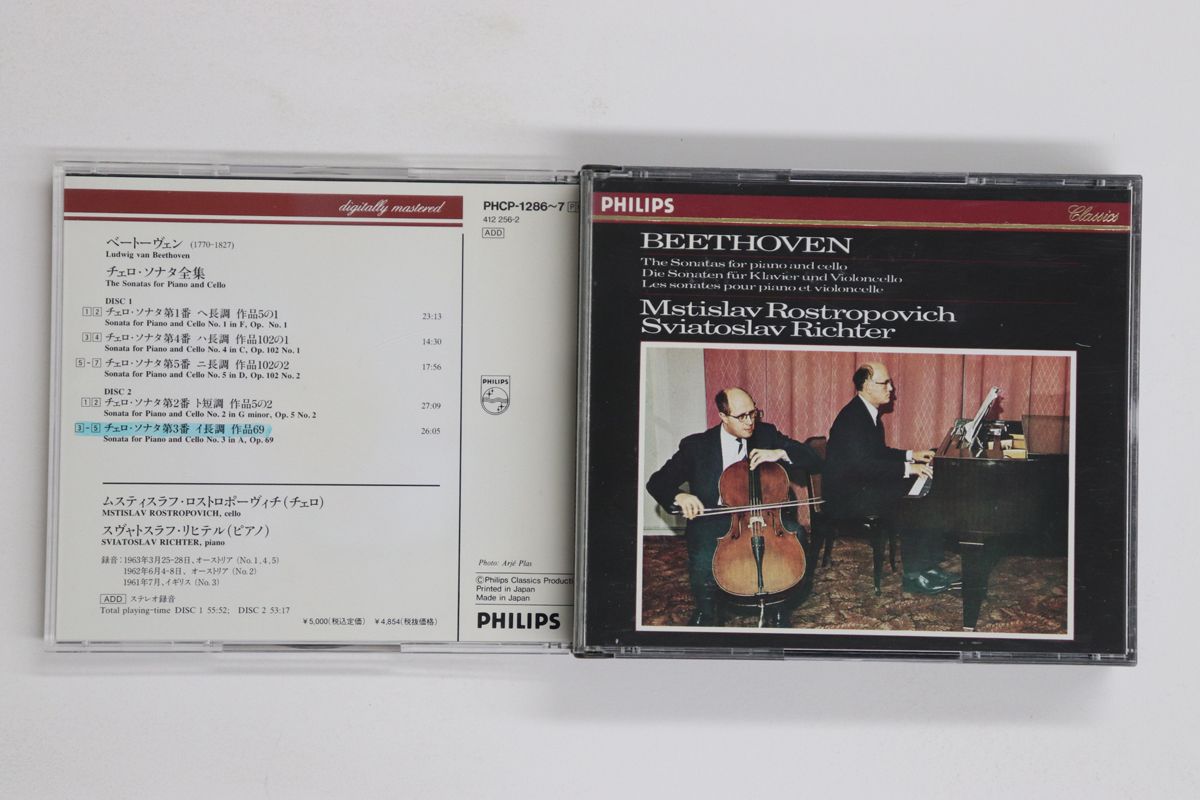 digitally mastered
ベートーヴェン (1770-1827)
Ludwig van Beethoven
チェロ・ソナタ全集
The Sonatas for Piano and Cello
DISC 1
1 2 チェロ・ソナタ第1番 ヘ長調 作品5の1 23:13
Sonata for Piano and Cello No. 1 in F, Op. No. 1
3 4 チェロ・ソナタ第4番 ハ長調 作品102の1 14:30
Sonata for Piano and Cello No. 4 in C, Op. 102 No. 1
5-7 チェロ・ソナタ第5番 ニ長調 作品102の2 17:56
Sonata for Piano and Cello No. 5 in D, Op. 102 No. 2
DISC 2
1 2 チェロ・ソナタ第2番 ト短調 作品5の2 27:09
Sonata for Piano and Cello No. 2 in G minor, Op. 5 No. 2
3-5 チェロ・ソナタ第3番 イ長調 作品69 26:05
Sonata for Piano and Cello No. 3 in A, Op. 69
ムスティスラフ・ロストロポーヴィチ(チェロ)
MSTISLAV ROSTROPOVICH, cello
スヴャトスラフ・リヒテル(ピアノ)
SVIATOSLAV RICHTER, piano
録音:1963年3月25-28日、オーストリア (No. 1, 4, 5)
1962年6月4-8日、オーストリア (No. 2)
1961年7月、イギリス (No. 3)
ADD ステレオ録音
Total playing-time DISC 1 55:52; DISC 2 53:17
¥5,000(税込定価) ¥4,854(税抜価格)
PHCP-1286~7
412 256-2
ADD
PHILIPS
Photo: Arjé Plas
©Philips Classics Productio
Printed in Japan
Made in Japan
PHILIPS
PHILIPS
Classics
BEETHOVEN
The Sonatas for piano and cello
Die Sonaten für Klavier und Violoncello
Les sonates pour piano et violoncelle
Mstislav Rostropovich
Sviatoslav Richter